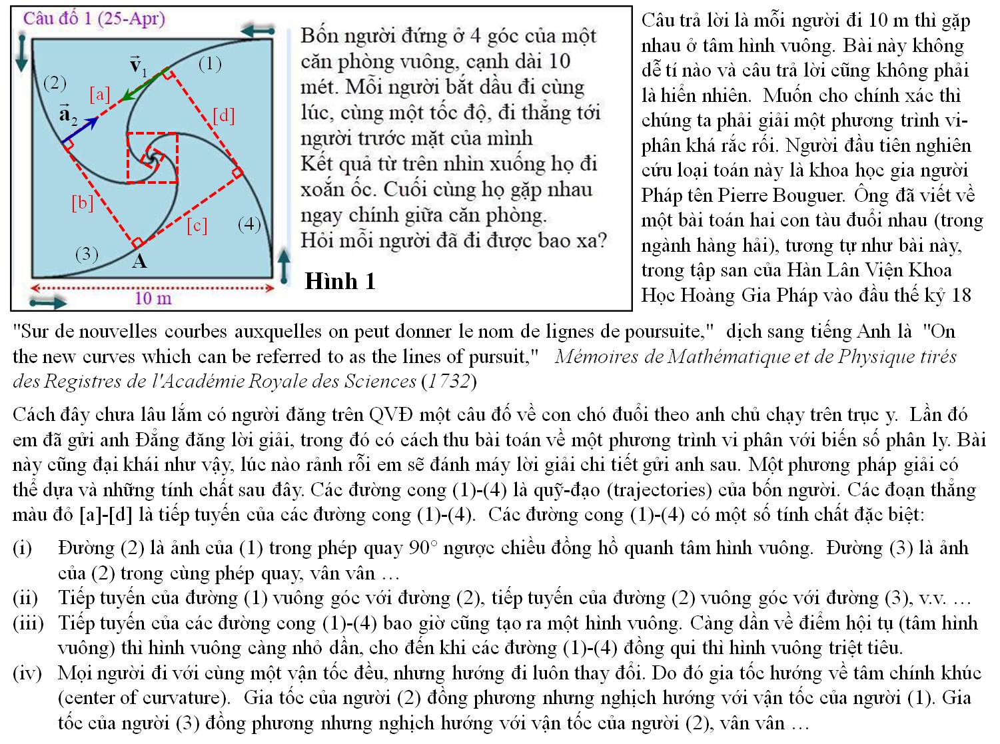 Câu đố 1 (25-Apr)
(1)
(2)
v⃗₁
[a]
a⃗₂
[d]
[b]
[c]
(4)
(3)
A
10 m
Bốn người đứng ở 4 góc của một
căn phòng vuông, cạnh dài 10
mét. Mỗi người bắt dầu đi cùng
lúc, cùng một tốc độ, đi thẳng tới
người trước mặt của mình
Kết quả từ trên nhìn xuống họ đi
xoắn ốc. Cuối cùng họ gặp nhau
ngay chính giữa căn phòng.
Hỏi mỗi người đã đi được bao xa?
Hình 1
Câu trả lời là mỗi người đi 10 m thì gặp
nhau ở tâm hình vuông. Bài này không
dễ tí nào và câu trả lời cũng không phải
là hiển nhiên. Muốn cho chính xác thì
chúng ta phải giải một phương trình vi-
phân khá rắc rối. Người đầu tiên nghiên
cứu loại toán này là khoa học gia người
Pháp tên Pierre Bouguer. Ông đã viết về
một bài toán hai con tàu đuổi nhau (trong
ngành hàng hải), tương tự như bài này,
trong tập san của Hàn Lân Viện Khoa
Học Hoàng Gia Pháp vào đầu thế kỷ 18
"Sur de nouvelles courbes auxquelles on peut donner le nom de lignes de poursuite," dịch sang tiếng Anh là "On
the new curves which can be referred to as the lines of pursuit," Mémoires de Mathématique et de Physique tirés
des Registres de l'Académie Royale des Sciences (1732)
Cách đây chưa lâu lắm có người đăng trên QVĐ một câu đố về con chó đuổi theo anh chủ chạy trên trục y. Lần đó
em đã gửi anh Đẳng đăng lời giải, trong đó có cách thu bài toán về một phương trình vi phân với biến số phân ly. Bài
này cũng đại khái như vậy, lúc nào rảnh rỗi em sẽ đánh máy lời giải chi tiết gửi anh sau. Một phương pháp giải có
thể dựa và những tính chất sau đây. Các đường cong (1)-(4) là quỹ-đạo (trajectories) của bốn người. Các đoạn thẳng
màu đỏ [a]-[d] là tiếp tuyến của các đường cong (1)-(4). Các đường cong (1)-(4) có một số tính chất đặc biệt:
(i) Đường (2) là ảnh của (1) trong phép quay 90° ngược chiều đồng hồ quanh tâm hình vuông. Đường (3) là ảnh
của (2) trong cùng phép quay, vân vân …
(ii) Tiếp tuyến của đường (1) vuông góc với đường (2), tiếp tuyến của đường (2) vuông góc với đường (3), v.v. …
(iii) Tiếp tuyến của các đường cong (1)-(4) bao giờ cũng tạo ra một hình vuông. Càng dần về điểm hội tụ (tâm hình
vuông) thì hình vuông càng nhỏ dần, cho đến khi các đường (1)-(4) đồng qui thì hình vuông triệt tiêu.
(iv) Mọi người đi với cùng một vận tốc đều, nhưng hướng đi luôn thay đổi. Do đó gia tốc hướng về tâm chính khúc
(center of curvature). Gia tốc của người (2) đồng phương nhưng nghịch hướng với vận tốc của người (1). Gia
tốc của người (3) đồng phương nhưng nghịch hướng với vận tốc của người (2), vân vân …